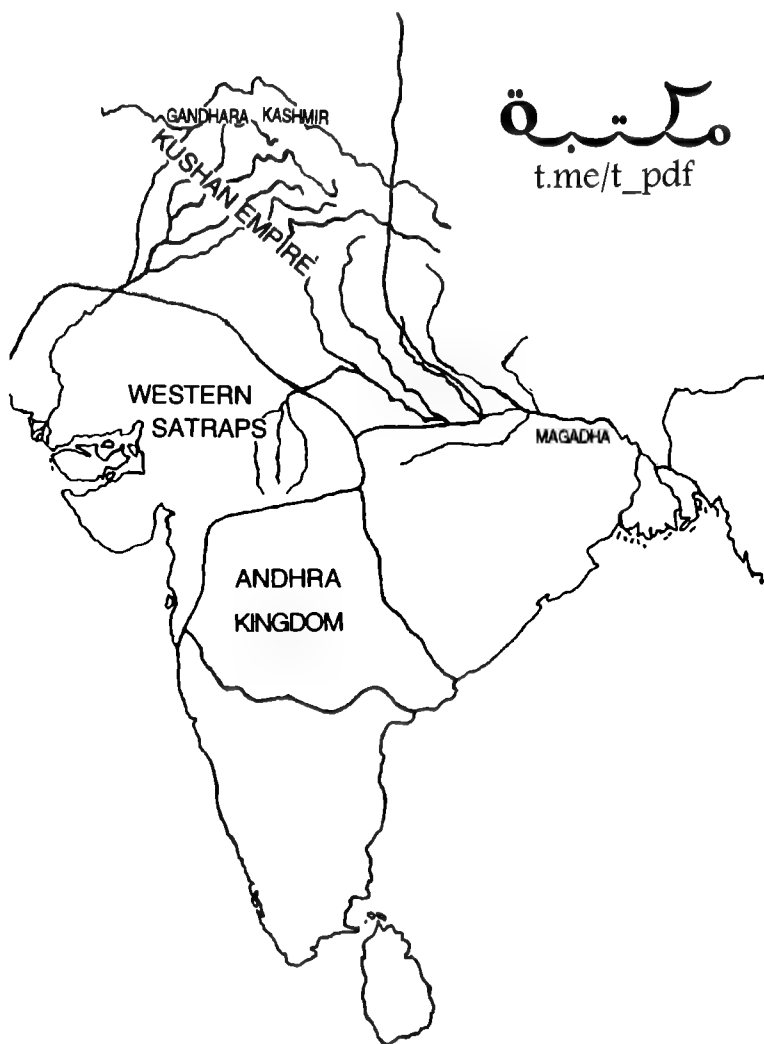 مكتبة
t.me/t_pdf
GANDHARA KASHMIR
KUSHAN EMPIRE
WESTERN
SATRAPS
MAGADHA
ANDHRA
KINGDOM